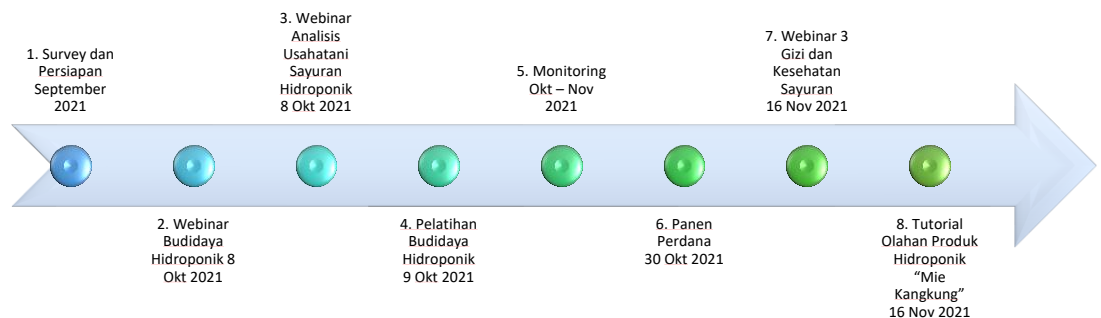 1. Survey dan
Persiapan
September
2021
2. Webinar
Budidaya
Hidroponik 8
Okt 2021
3. Webinar
Analisis
Usahatani
Sayuran
Hidroponik
8 Okt 2021
4. Pelatihan
Budidaya
Hidroponik
9 Okt 2021
5. Monitoring
Okt – Nov
2021
6. Panen
Perdana
30 Okt 2021
7. Webinar 3
Gizi dan
Kesehatan
Sayuran
16 Nov 2021
8. Tutorial
Olahan Produk
Hidroponik
“Mie
Kangkung”
16 Nov 2021